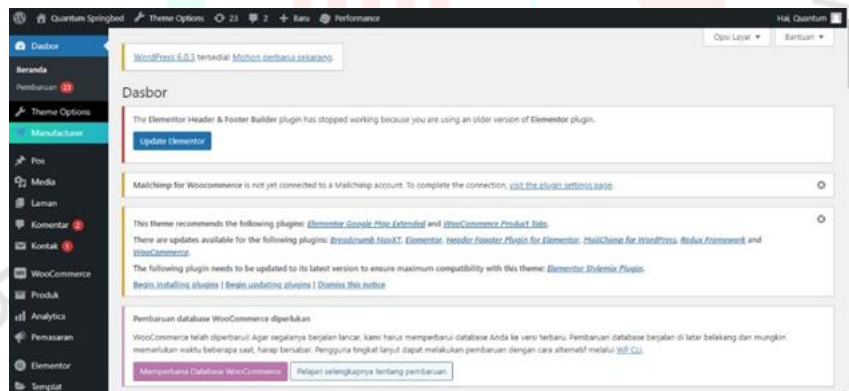 Quantum Springbed Theme Options 23 2 + Baru Performance Hai, Quantum
Opsi Layar ▼ Bantuan ▼
Dasbor
Beranda
Pembaruan 23
Theme Options
Manufacturer
Pos
Media
Laman
Komentar 2
Kontak 1
WooCommerce
Produk
Analytics
Pemasaran
Elementor
Templat
WordPress 6.0.3 tersedia! Mohon perbarui sekarang.
Dasbor
The Elementor Header & Footer Builder plugin has stopped working because you are using an older version of Elementor plugin.
Update Elementor
Mailchimp for Woocommerce is not yet connected to a Mailchimp account. To complete the connection, visit the plugin settings page.
This theme recommends the following plugins: Elementor Google Map Extended and WooCommerce Product Tabs.
There are updates available for the following plugins: Breadcrumb NavXT, Elementor, Header Footer Plugin for Elementor, MailChimp for WordPress, Redux Framework and
WooCommerce.
The following plugin needs to be updated to its latest version to ensure maximum compatibility with this theme: Elementor Stylemix Plugin.
Begin installing plugins | Begin updating plugins | Dismiss this notice
Pembaruan database WooCommerce diperlukan
WooCommerce telah diperbarui! Agar segalanya berjalan lancar, kami harus memperbarui database Anda ke versi terbaru. Pembaruan database berjalan di latar belakang dan mungkin
memerlukan waktu beberapa saat, harap bersabar. Pengguna tingkat lanjut dapat melakukan pembaruan dengan cara alternatif melalui WP CLI.
Memperbarui Database WooCommerce Pelajari selengkapnya tentang pembaruan